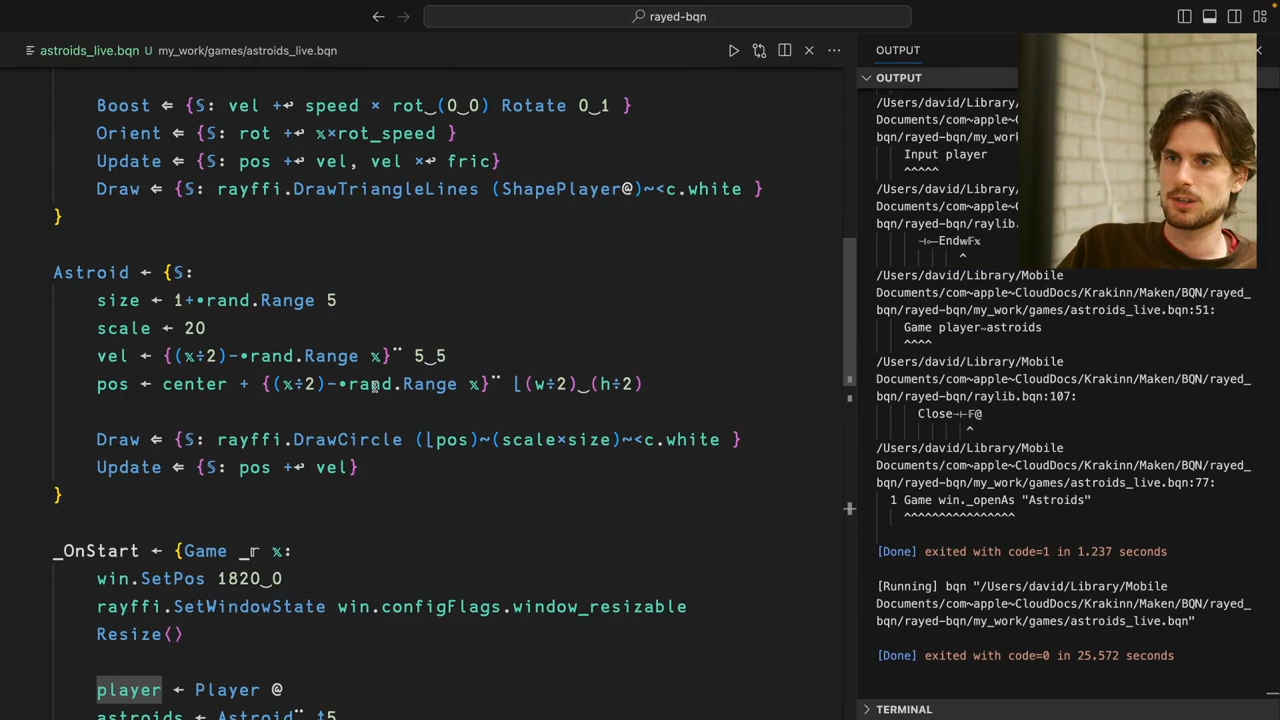 rayed-bqn
astroids_live.bqn U my_work/games/astroids_live.bqn
Boost ⇐ {𝕊: vel +↩ speed × rot‿(0‿0) Rotate 0‿1 }
Orient ⇐ {𝕊: rot +↩ 𝕩×rot_speed }
Update ⇐ {𝕊: pos +↩ vel, vel ×↩ fric}
Draw ⇐ {𝕊: rayffi.DrawTriangleLines (ShapePlayer@)∾<c.white }
}
Astroid ← {𝕊:
size ← 1+•rand.Range 5
scale ← 20
vel ← {(𝕩÷2)-•rand.Range 𝕩}¨ 5‿5
pos ← center + {(𝕩÷2)-•rand.Range 𝕩}¨ ⌊(w÷2)‿(h÷2)
Draw ⇐ {𝕊: rayffi.DrawCircle (⌊pos)∾(scale×size)∾<c.white }
Update ⇐ {𝕊: pos +↩ vel}
}
_OnStart ← {Game _𝕣 𝕩:
win.SetPos 1820‿0
rayffi.SetWindowState win.configFlags.window_resizable
Resize⟨⟩
player ← Player @
astroids ← Astroid¨ ↕5
OUTPUT
OUTPUT
/Users/david/Library/
Documents/com~apple~
bqn/rayed-bqn/my_work
Input player
^^^^^
/Users/david/Library/
Documents/com~apple~
bqn/rayed-bqn/raylib.
⊣⟜End𝕨𝔽𝕩
^
/Users/david/Library/Mobile
Documents/com~apple~CloudDocs/Krakinn/Maken/BQN/rayed_
bqn/rayed-bqn/my_work/games/astroids_live.bqn:51:
Game player∾astroids
^^^^
/Users/david/Library/Mobile
Documents/com~apple~CloudDocs/Krakinn/Maken/BQN/rayed_
bqn/rayed-bqn/raylib.bqn:107:
Close⊸⊢𝔽@
^
/Users/david/Library/Mobile
Documents/com~apple~CloudDocs/Krakinn/Maken/BQN/rayed_
bqn/rayed-bqn/my_work/games/astroids_live.bqn:77:
1 Game win._openAs "Astroids"
^^^^^^^^^^^^^^^^
[Done] exited with code=1 in 1.237 seconds
[Running] bqn "/Users/david/Library/Mobile
Documents/com~apple~CloudDocs/Krakinn/Maken/BQN/rayed_
bqn/rayed-bqn/my_work/games/astroids_live.bqn"
[Done] exited with code=0 in 25.572 seconds
TERMINAL